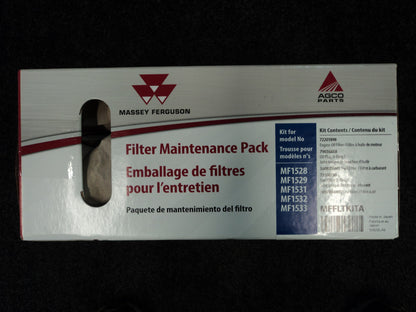 MASSEY FERGUSON
AGCO
PARTS
Filter Maintenance Pack
Emballage de filtres
pour l'entretien
Paquete de mantenimiento del filtro
Kit for
model No
Trousse pour
modèles n°s
MF1528
MF1529
MF1531
MF1532
MF1533
Kit Contents / Contenu du kit
MFFLTKITA